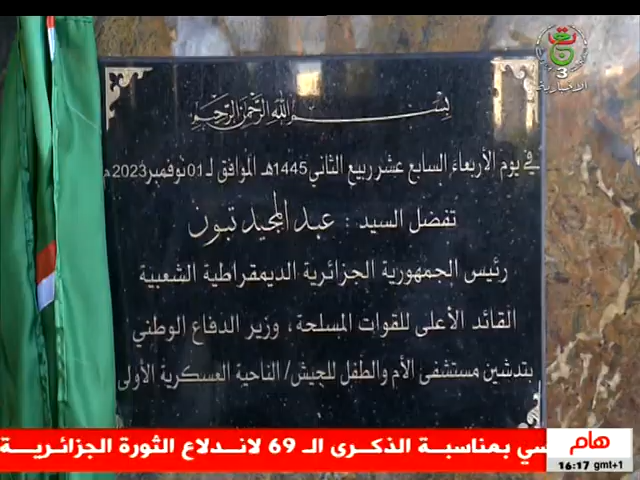 بسم الله الرحمن الرحيم
في يوم الأربعاء السابع عشر ربيع الثاني 1445هـ الموافق لـ 01 نوفمبر 2023م
تفضل السيد : عبد المجيد تبون
رئيس الجمهورية الجزائرية الديمقراطية الشعبية
القائد الأعلى للقوات المسلحة، وزير الدفاع الوطني
بتدشين مستشفى الأم والطفل للجيش/ الناحية العسكرية الأولى
3
الإخبارية
سي بمناسبة الذكرى الـ 69 لاندلاع الثورة الجزائرية
هام
16:17 gmt+1